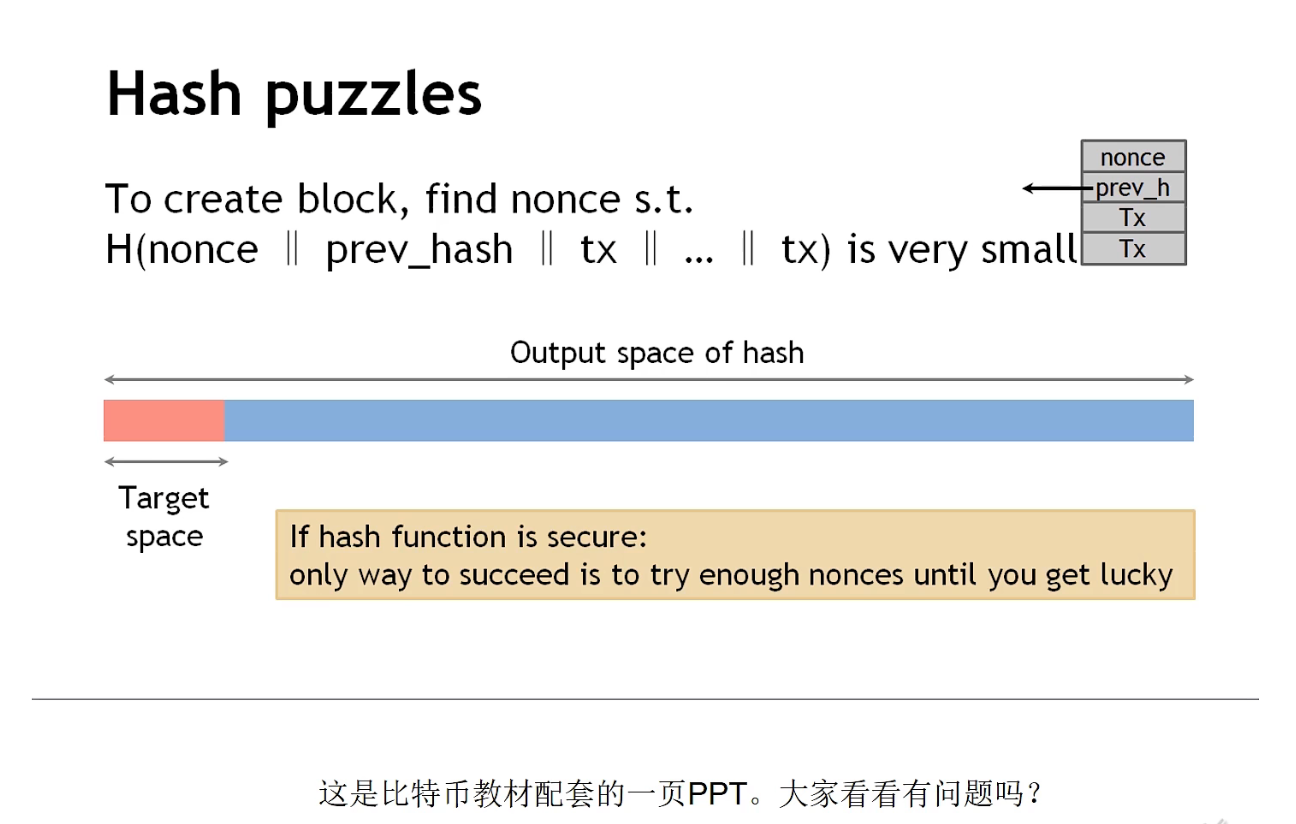 Hash puzzles
nonce
prev_h
Tx
Tx
To create block, find nonce s.t.
H(nonce ‖ prev_hash ‖ tx ‖ ... ‖ tx) is very small
Output space of hash
Target
space
If hash function is secure:
only way to succeed is to try enough nonces until you get lucky
这是比特币教材配套的一页PPT。大家看看有问题吗？